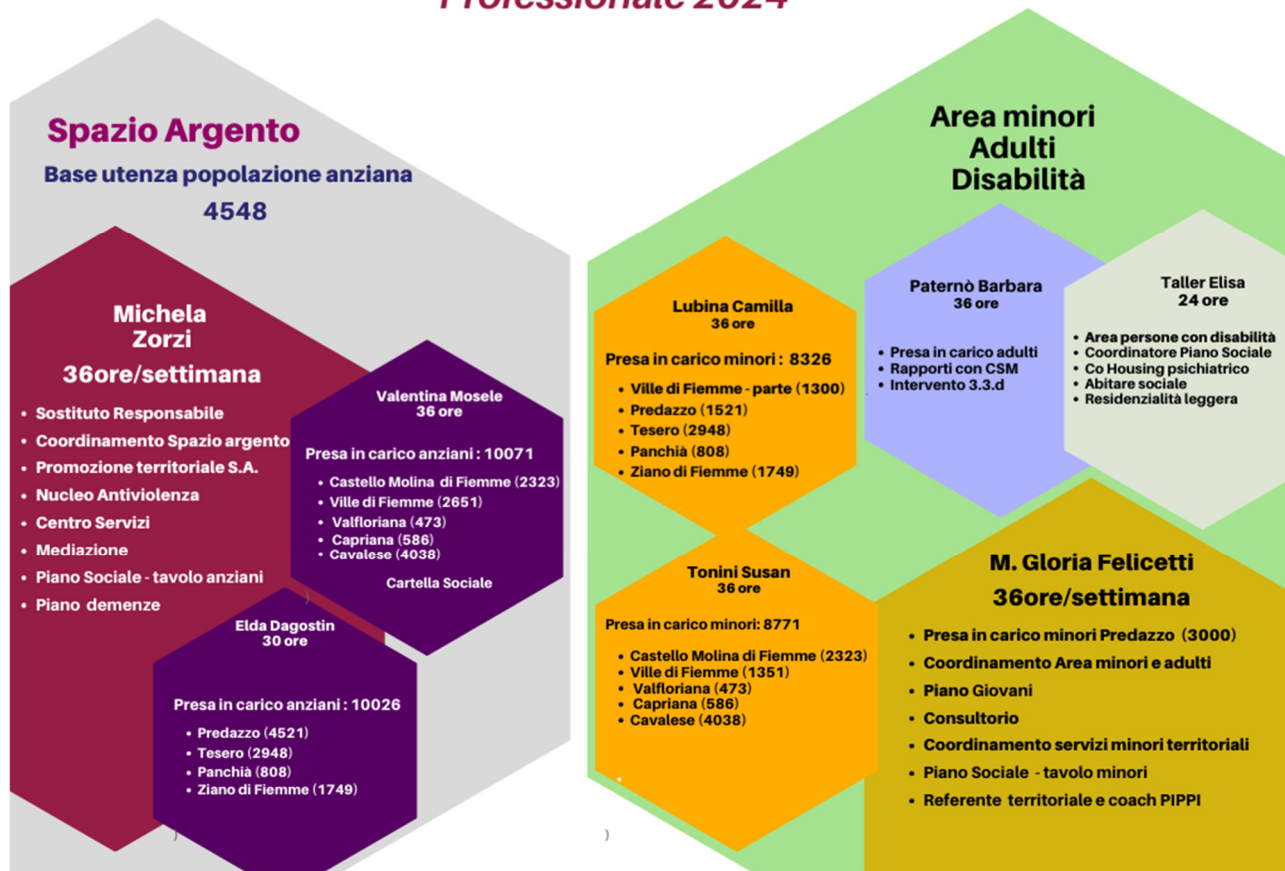 Professionale 2024
Spazio Argento
Base utenza popolazione anziana
4548
Michela
Zorzi
36ore/settimana
• Sostituto Responsabile
• Coordinamento Spazio argento
• Promozione territoriale S.A.
• Nucleo Antiviolenza
• Centro Servizi
• Mediazione
• Piano Sociale - tavolo anziani
• Piano demenze
Valentina Mosele
36 ore
Presa in carico anziani : 10071
• Castello Molina di Fiemme (2323)
• Ville di Fiemme (2651)
• Valfloriana (473)
• Capriana (586)
• Cavalese (4038)
Cartella Sociale
)
Elda Dagostin
30 ore
Presa in carico anziani : 10026
• Predazzo (4521)
• Tesero (2948)
• Panchià (808)
• Ziano di Fiemme (1749)
)
Area minori
Adulti
Disabilità
Lubina Camilla
36 ore
Presa in carico minori : 8326
• Ville di Fiemme - parte (1300)
• Predazzo (1521)
• Tesero (2948)
• Panchià (808)
• Ziano di Fiemme (1749)
Paternò Barbara
36 ore
• Presa in carico adulti
• Rapporti con CSM
• Intervento 3.3.d
Taller Elisa
24 ore
• Area persone con disabilità
• Coordinatore Piano Sociale
• Co Housing psichiatrico
• Abitare sociale
• Residenzialità leggera
Tonini Susan
36 ore
Presa in carico minori: 8771
• Castello Molina di Fiemme (2323)
• Ville di Fiemme (1351)
• Valfloriana (473)
• Capriana (586)
• Cavalese (4038)
)
M. Gloria Felicetti
36ore/settimana
• Presa in carico minori Predazzo (3000)
• Coordinamento Area minori e adulti
• Piano Giovani
• Consultorio
• Coordinamento servizi minori territoriali
• Piano Sociale - tavolo minori
• Referente territoriale e coach PIPPI